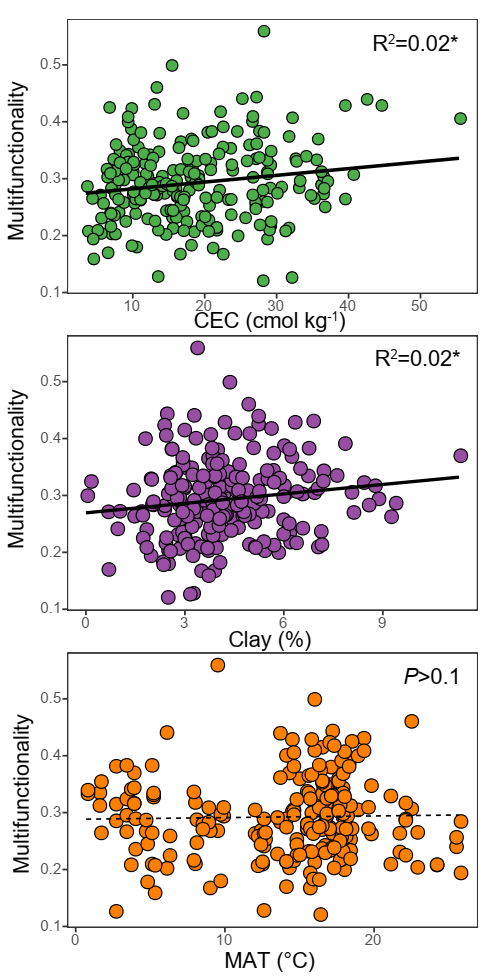 R²=0.02*
Multifunctionality
0.5
0.4
0.3
0.2
0.1
10 20 30 40 50
CEC (cmol kg⁻¹)
R²=0.02*
Multifunctionality
0.5
0.4
0.3
0.2
0.1
0 3 6 9
Clay (%)
P>0.1
Multifunctionality
0.5
0.4
0.3
0.2
0.1
0 10 20
MAT (°C)